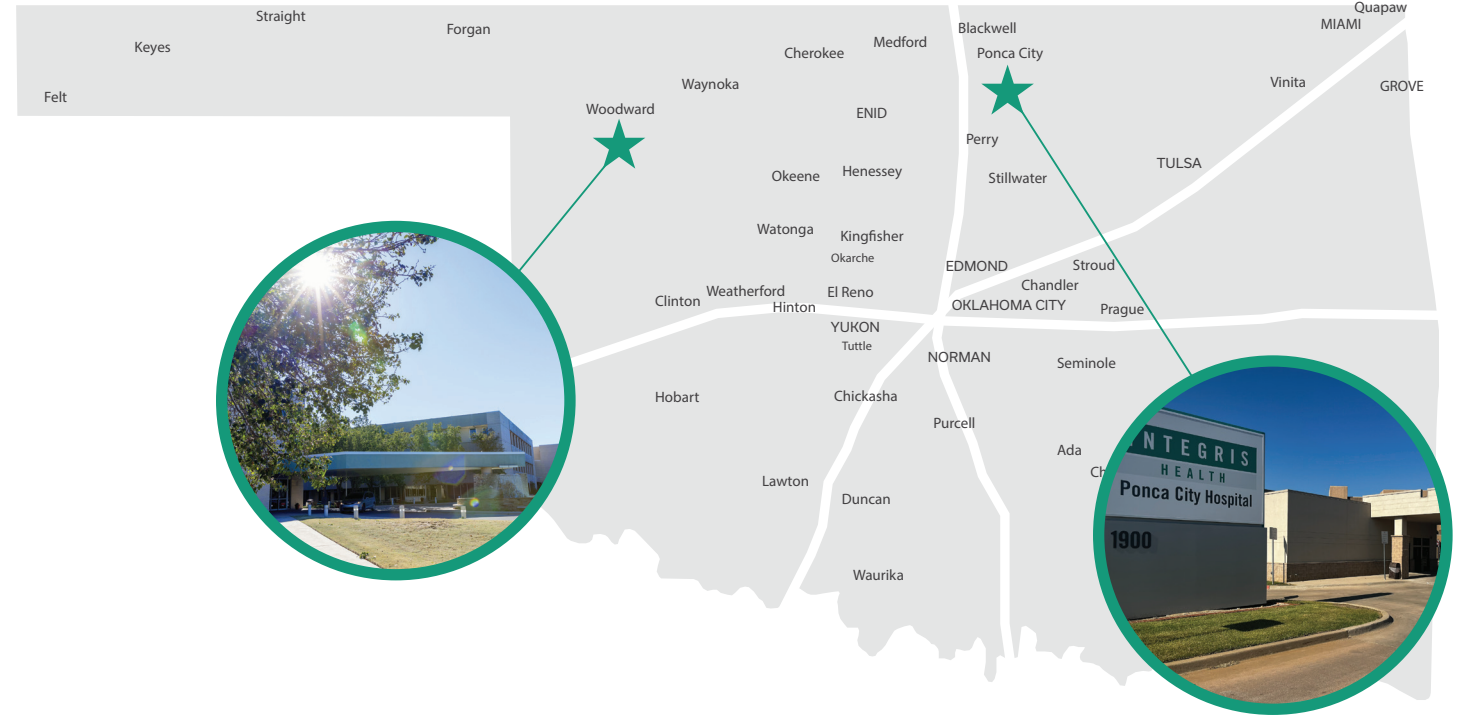 Quapaw
Straight
MIAMI
Forgan
Blackwell
Keyes
Cherokee
Medford
Ponca City
Waynoka
Vinita
GROVE
Felt
Woodward
ENID
Perry
TULSA
Okeene
Henessey
Stillwater
Watonga
Kingfisher
Okarche
EDMOND
Stroud
Chandler
Clinton
Weatherford
El Reno
Hinton
OKLAHOMA CITY
Prague
YUKON
Tuttle
NORMAN
Seminole
Hobart
Chickasha
Purcell
Ada
Ch
Lawton
Duncan
Waurika
NTEGRIS
HEALTH
Ponca City Hospital
1900